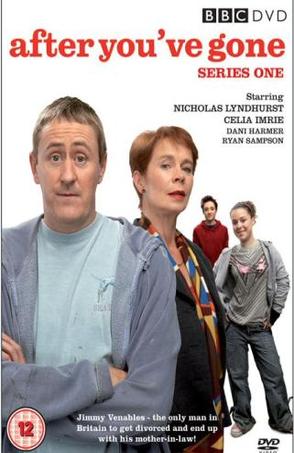 BBC DVD
after you've gone
SERIES ONE
Starring
NICHOLAS LYNDHURST
CELIA IMRIE
DANI HARMER
RYAN SAMPSON
Jimmy Venables - the only man in
Britain to get divorced and end up
with his mother-in-law!
12
DVD
VIDEO